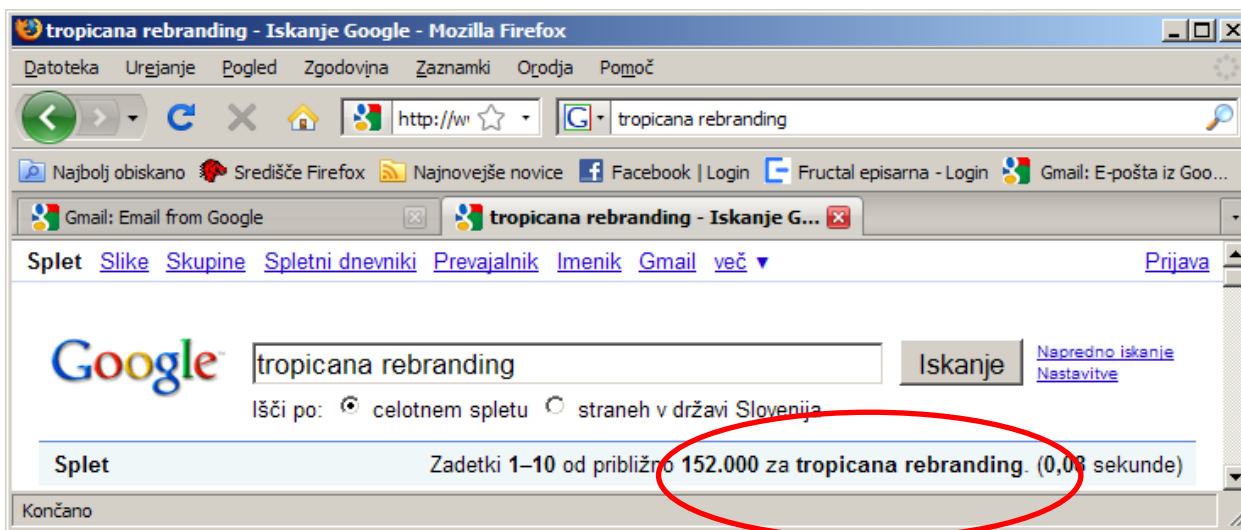 tropicana rebranding - Iskanje Google - Mozilla Firefox
Datoteka Urejanje Pogled Zgodovina Zaznamki Orodja Pomoč
http://w tropicana rebranding
Najbolj obiskano Središče Firefox Najnovejše novice Facebook | Login Fructal episarna - Login Gmail: E-pošta iz Goo...
Gmail: Email from Google tropicana rebranding - Iskanje G...
Splet Slike Skupine Spletni dnevniki Prevajalnik Imenik Gmail več ▼ Prijava
Google tropicana rebranding Iskanje Napredno iskanje
Nastavitve
Išči po: celotnem spletu straneh v državi Slovenija
Splet Zadetki 1–10 od približno 152.000 za tropicana rebranding. (0,08 sekunde)
Končano